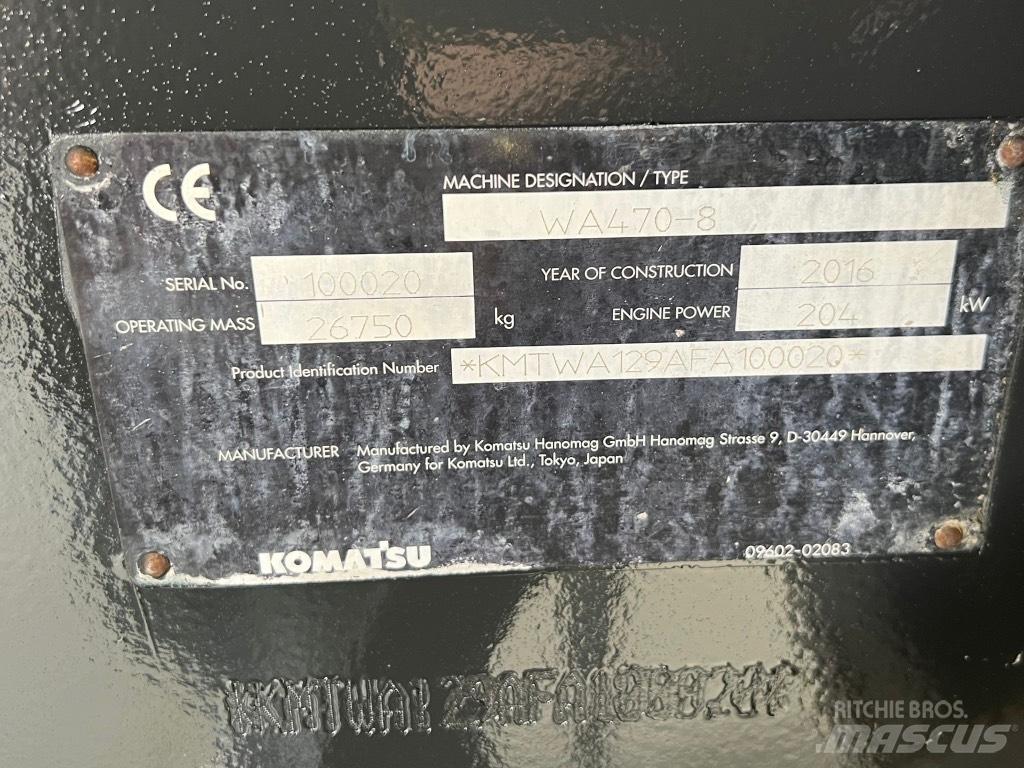 CE
MACHINE DESIGNATION / TYPE
WA470-8
SERIAL No. 100020 YEAR OF CONSTRUCTION 2016
OPERATING MASS 26750 kg ENGINE POWER 204 kW
Product Identification Number *KMTWA129AFA100020*
MANUFACTURER Manufactured by Komatsu Hanomag GmbH Hanomag Strasse 9, D-30449 Hannover,
Germany for Komatsu Ltd., Tokyo, Japan
KOMATSU 09602-02083
RITCHIE BROS.
MASCUS